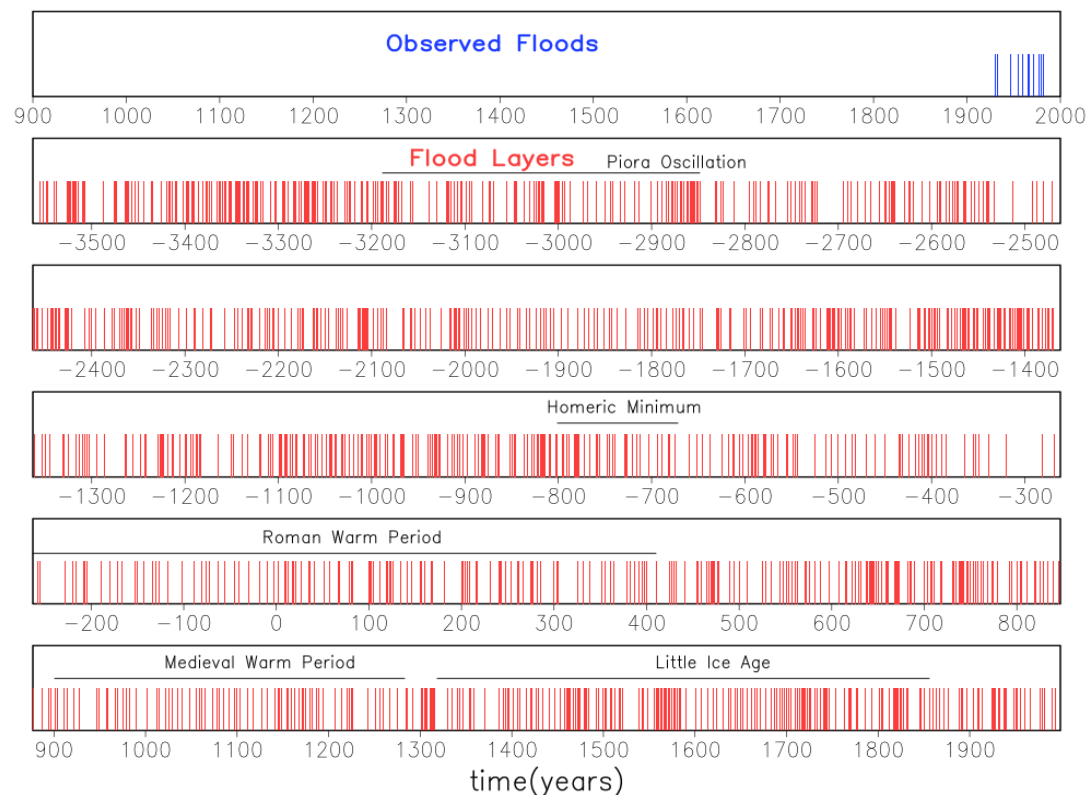 Observed Floods
900 1000 1100 1200 1300 1400 1500 1600 1700 1800 1900 2000
Flood Layers Piora Oscillation
−3500 −3400 −3300 −3200 −3100 −3000 −2900 −2800 −2700 −2600 −2500
−2400 −2300 −2200 −2100 −2000 −1900 −1800 −1700 −1600 −1500 −1400
Homeric Minimum
−1300 −1200 −1100 −1000 −900 −800 −700 −600 −500 −400 −300
Roman Warm Period
−200 −100 0 100 200 300 400 500 600 700 800
Medieval Warm Period Little Ice Age
900 1000 1100 1200 1300 1400 1500 1600 1700 1800 1900
time(years)